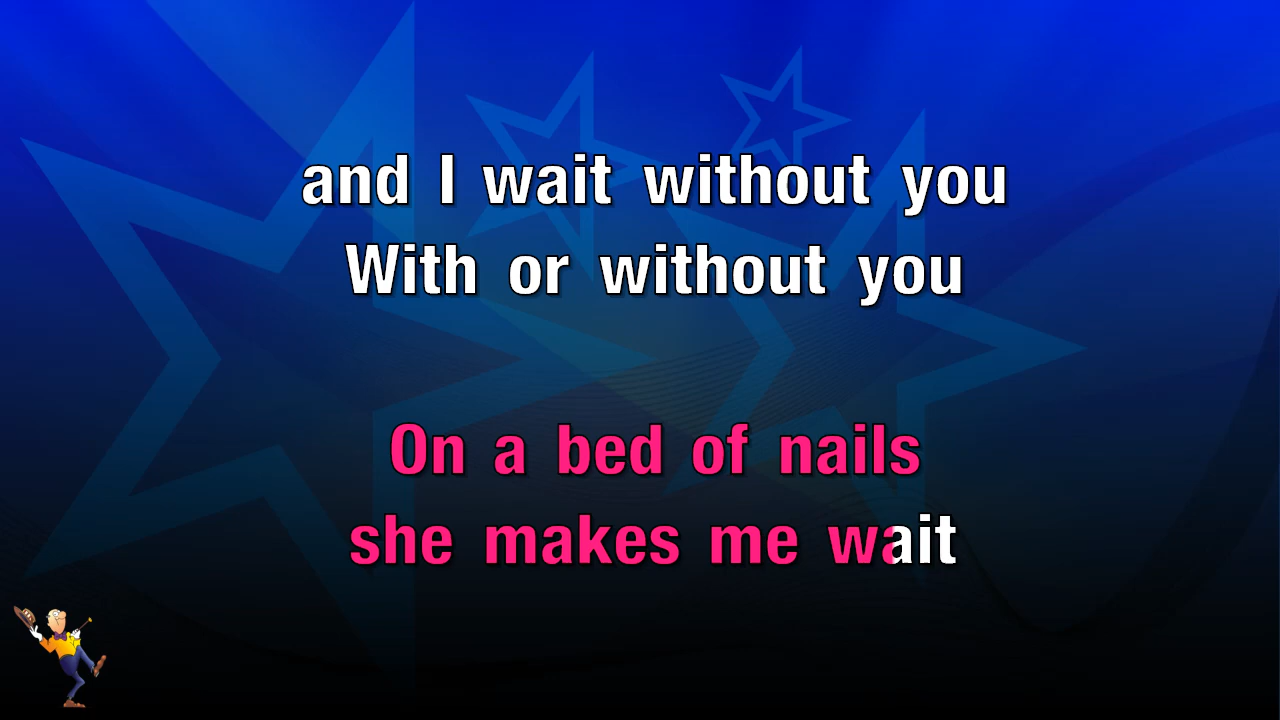 and I wait without you
With or without you
On a bed of nails
she makes me wait